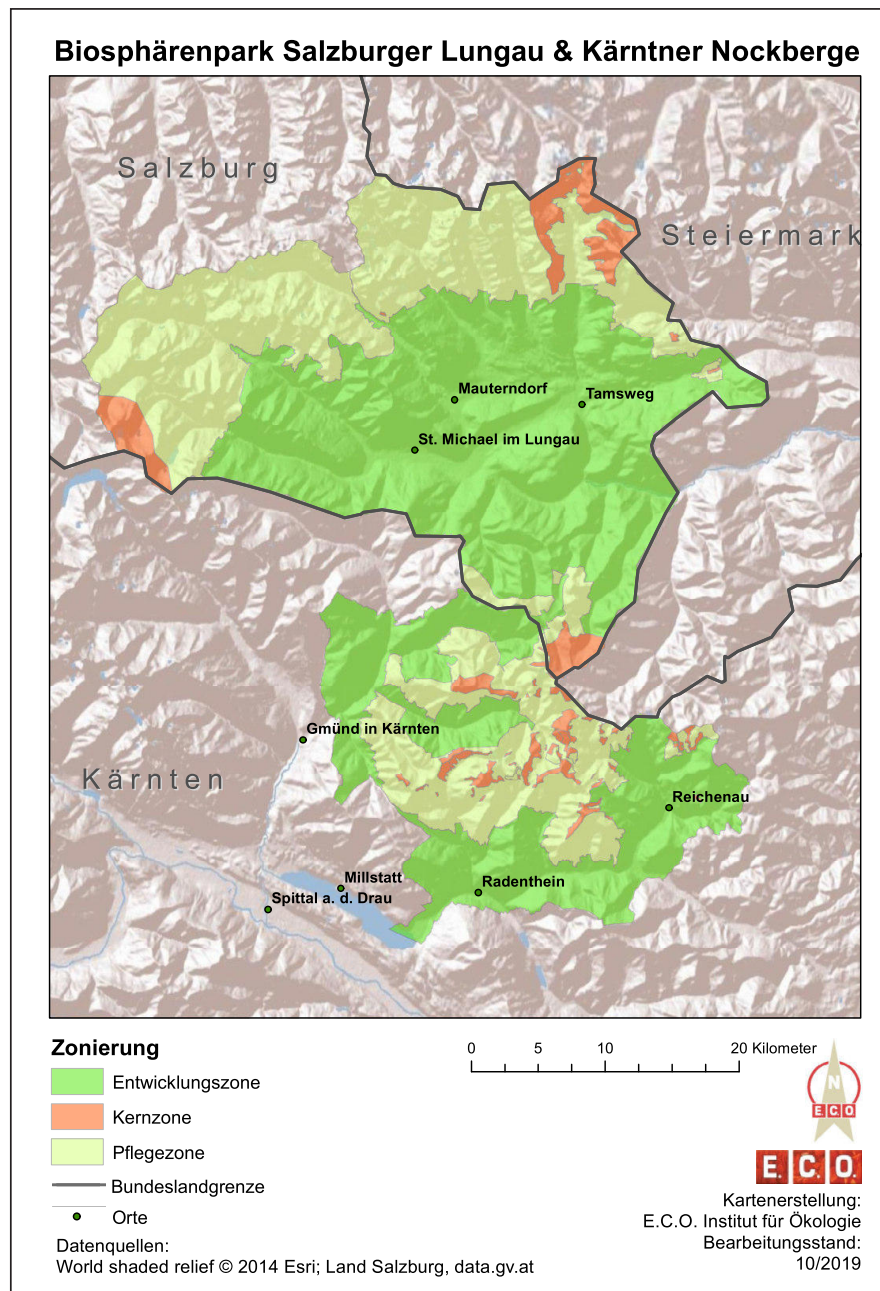 Biosphärenpark Salzburger Lungau & Kärntner Nockberge
Salzburg
Steiermark
Mauterndorf
Tamsweg
St. Michael im Lungau
Gmünd in Kärnten
Kärnten
Reichenau
Millstatt
Radenthein
Spittal a. d. Drau
Zonierung
Entwicklungszone
Kernzone
Pflegezone
Bundeslandgrenze
Orte
Datenquellen:
World shaded relief © 2014 Esri; Land Salzburg, data.gv.at
0 5 10 20 Kilometer
N
E.C.O.
E.C.O.
Kartenerstellung:
E.C.O. Institut für Ökologie
Bearbeitungsstand:
10/2019